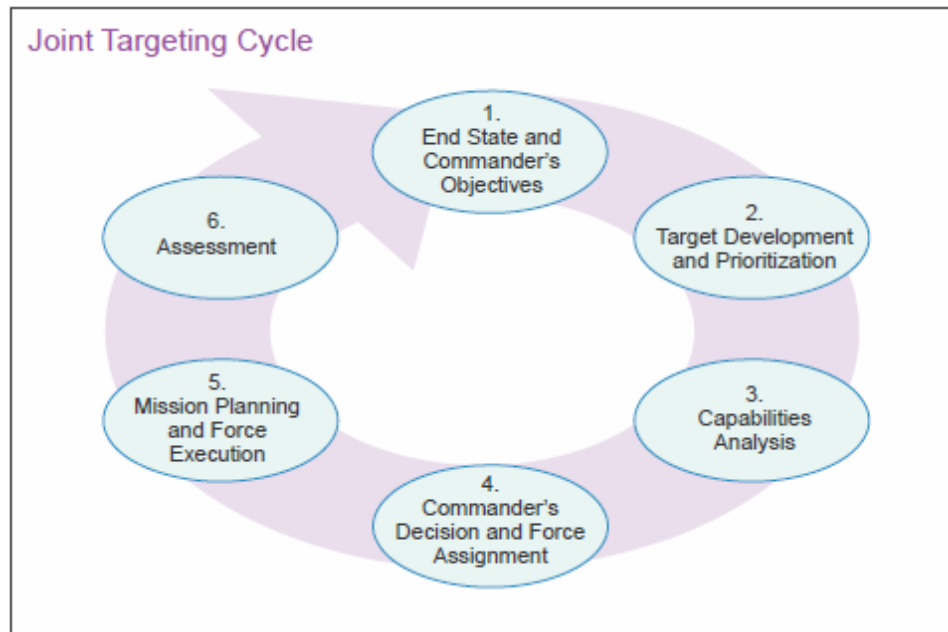 Joint Targeting Cycle
1.
End State and
Commander's
Objectives
2.
Target Development
and Prioritization
3.
Capabilities
Analysis
4.
Commander's
Decision and Force
Assignment
5.
Mission Planning
and Force
Execution
6.
Assessment